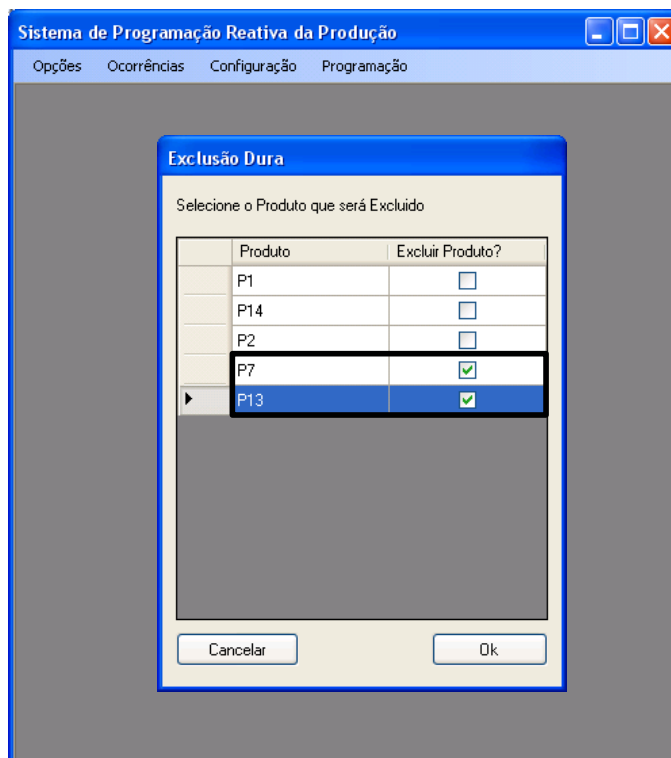 Sistema de Programação Reativa da Produção
Opções Ocorrências Configuração Programação
Exclusão Dura
Selecione o Produto que será Excluido
Produto Excluir Produto?
P1
P14
P2
P7
P13
Cancelar Ok